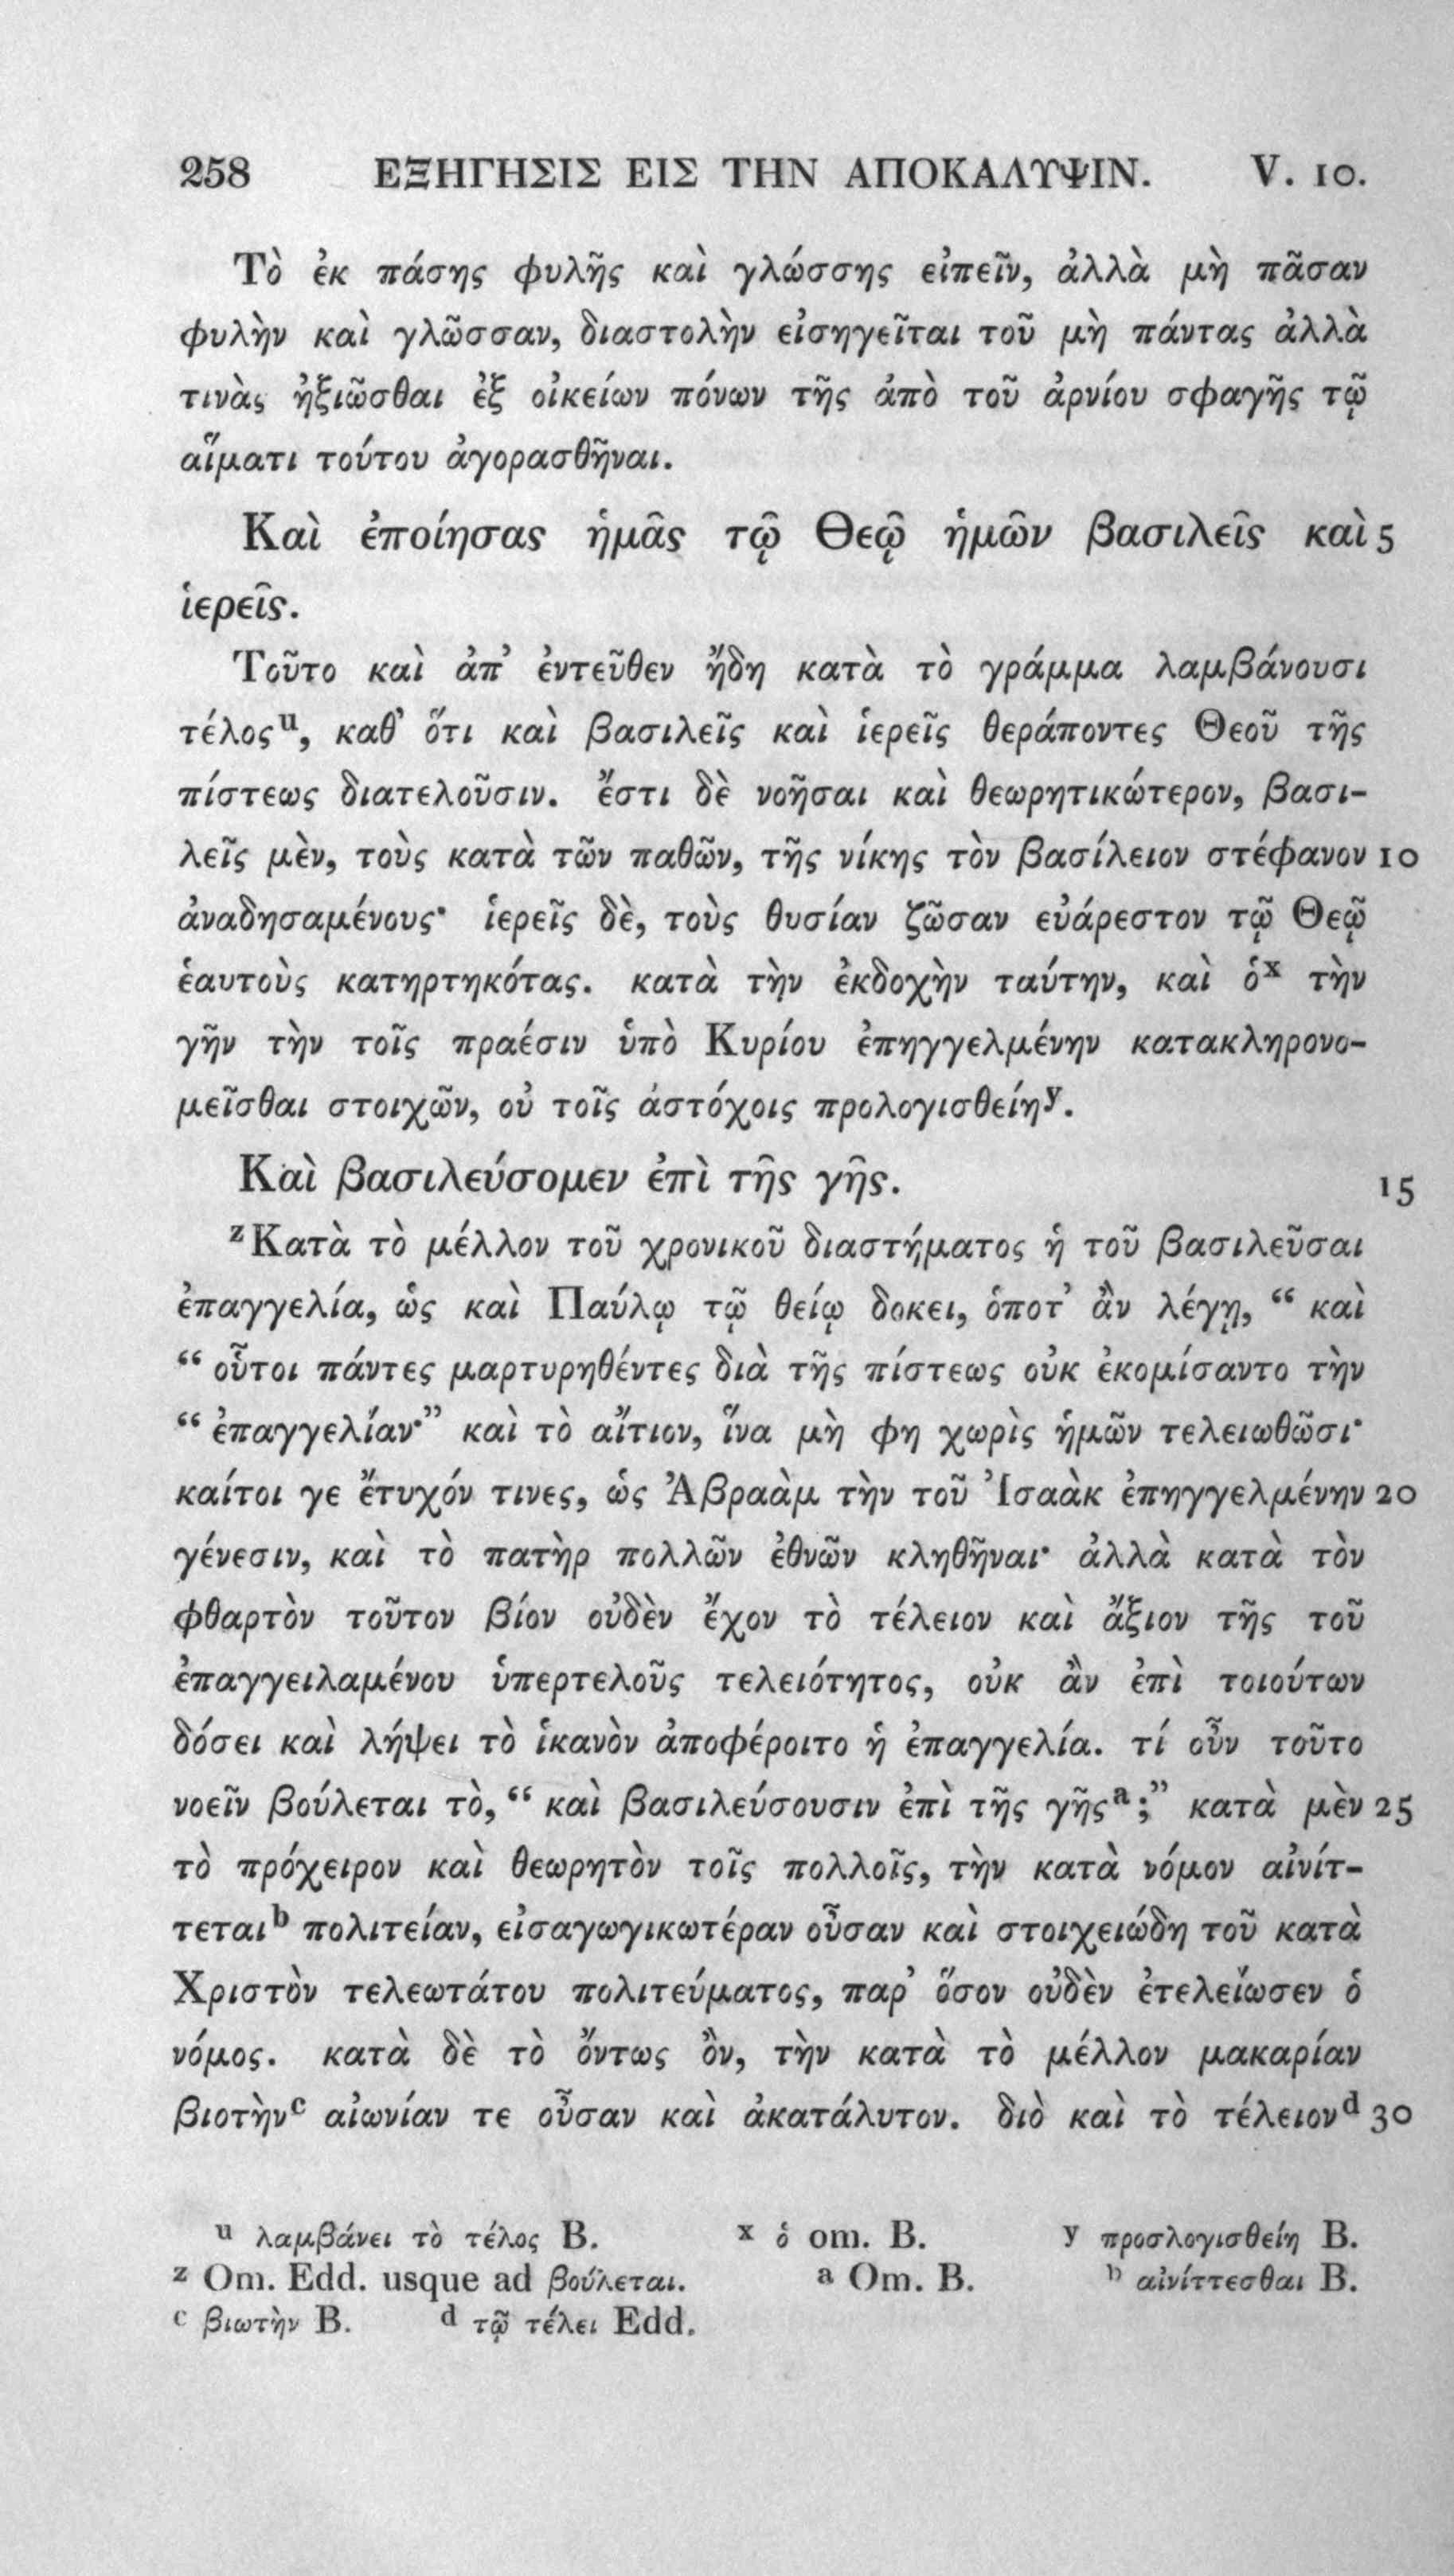 258 ΕΞΗΓΗΣΙΣ ΕΙΣ ΤΗΝ ΑΠΟΚΑΛΥΨΙΝ. V. 10.
Τὸ ἐκ πάσης φυλῆς καὶ γλώσσης εἰπεῖν, ἀλλὰ μὴ πᾶσαν
φυλὴν καὶ γλῶσσαν, διαστολὴν εἰσηγεῖται τοῦ μὴ πάντας ἀλλὰ
τινὰς ἠξιῶσθαι ἐξ οἰκείων πόνων τῆς ἀπὸ τοῦ ἀρνίου σφαγῆς τῷ
αἵματι τούτου ἀγορασθῆναι.
Καὶ ἐποίησας ἡμᾶς τῷ Θεῷ ἡμῶν βασιλεῖς καὶ 5
ἱερεῖς.
Τοῦτο καὶ ἀπ’ ἐντεῦθεν ἤδη κατὰ τὸ γράμμα λαμβάνουσι
τέλος u, καθ’ ὅτι καὶ βασιλεῖς καὶ ἱερεῖς θεράποντες Θεοῦ τῆς
πίστεως διατελοῦσιν. ἔστι δὲ νοῆσαι καὶ θεωρητικώτερον, βασι-
λεῖς μὲν, τοὺς κατὰ τῶν παθῶν, τῆς νίκης τὸν βασίλειον στέφανον 10
ἀναδησαμένους· ἱερεῖς δὲ, τοὺς θυσίαν ζῶσαν εὐάρεστον τῷ Θεῷ
ἑαυτοὺς κατηρτηκότας. κατὰ τὴν ἐκδοχὴν ταύτην, καὶ ὁ x τὴν
γῆν τὴν τοῖς πραέσιν ὑπὸ Κυρίου ἐπηγγελμένην κατακληρονο-
μεῖσθαι στοιχῶν, οὐ τοῖς ἀστόχοις προλογισθείη y.
Καὶ βασιλεύσομεν ἐπὶ τῆς γῆς. 15
z Κατὰ τὸ μέλλον τοῦ χρονικοῦ διαστήματος ἡ τοῦ βασιλεῦσαι
ἐπαγγελία, ὡς καὶ Παύλῳ τῷ θείῳ δοκει, ὁποτ’ ἂν λέγῃ, “ καὶ
“ οὗτοι πάντες μαρτυρηθέντες διὰ τῆς πίστεως οὐκ ἐκομίσαντο τὴν
“ ἐπαγγελίαν·” καὶ τὸ αἴτιον, ἵνα μὴ φη χωρὶς ἡμῶν τελειωθῶσι·
καίτοι γε ἔτυχόν τινες, ὡς Ἀβραὰμ τὴν τοῦ Ἰσαὰκ ἐπηγγελμένην 20
γένεσιν, καὶ τὸ πατὴρ πολλῶν ἐθνῶν κληθῆναι· ἀλλὰ κατὰ τὸν
φθαρτὸν τοῦτον βίον οὐδὲν ἔχον τὸ τέλειον καὶ ἄξιον τῆς τοῦ
ἐπαγγειλαμένου ὑπερτελοῦς τελειότητος, οὐκ ἂν ἐπὶ τοιούτων
δόσει καὶ λήψει τὸ ἱκανὸν ἀποφέροιτο ἡ ἐπαγγελία. τί οὖν τοῦτο
νοεῖν βούλεται τὸ, “ καὶ βασιλεύσουσιν ἐπὶ τῆς γῆς a ;” κατὰ μὲν 25
τὸ πρόχειρον καὶ θεωρητὸν τοῖς πολλοῖς, τὴν κατὰ νόμον αἰνίτ-
τεται b πολιτείαν, εἰσαγωγικωτέραν οὖσαν καὶ στοιχειώδη τοῦ κατὰ
Χριστὸν τελεωτάτου πολιτεύματος, παρ’ ὅσον οὐδὲν ἐτελείωσεν ὁ
νόμος. κατὰ δὲ τὸ ὄντως ὂν, τὴν κατὰ τὸ μέλλον μακαρίαν
βιοτὴν c αἰωνίαν τε οὖσαν καὶ ἀκατάλυτον. διὸ καὶ τὸ τέλειον d 30
u λαμβάνει τὸ τέλος B. x ὁ om. B. y προσλογισθείη B.
z Om. Edd. usque ad βούλεται. a Om. B. b αἰνίττεσθαι B.
c βιωτὴν B. d τῷ τέλει Edd.